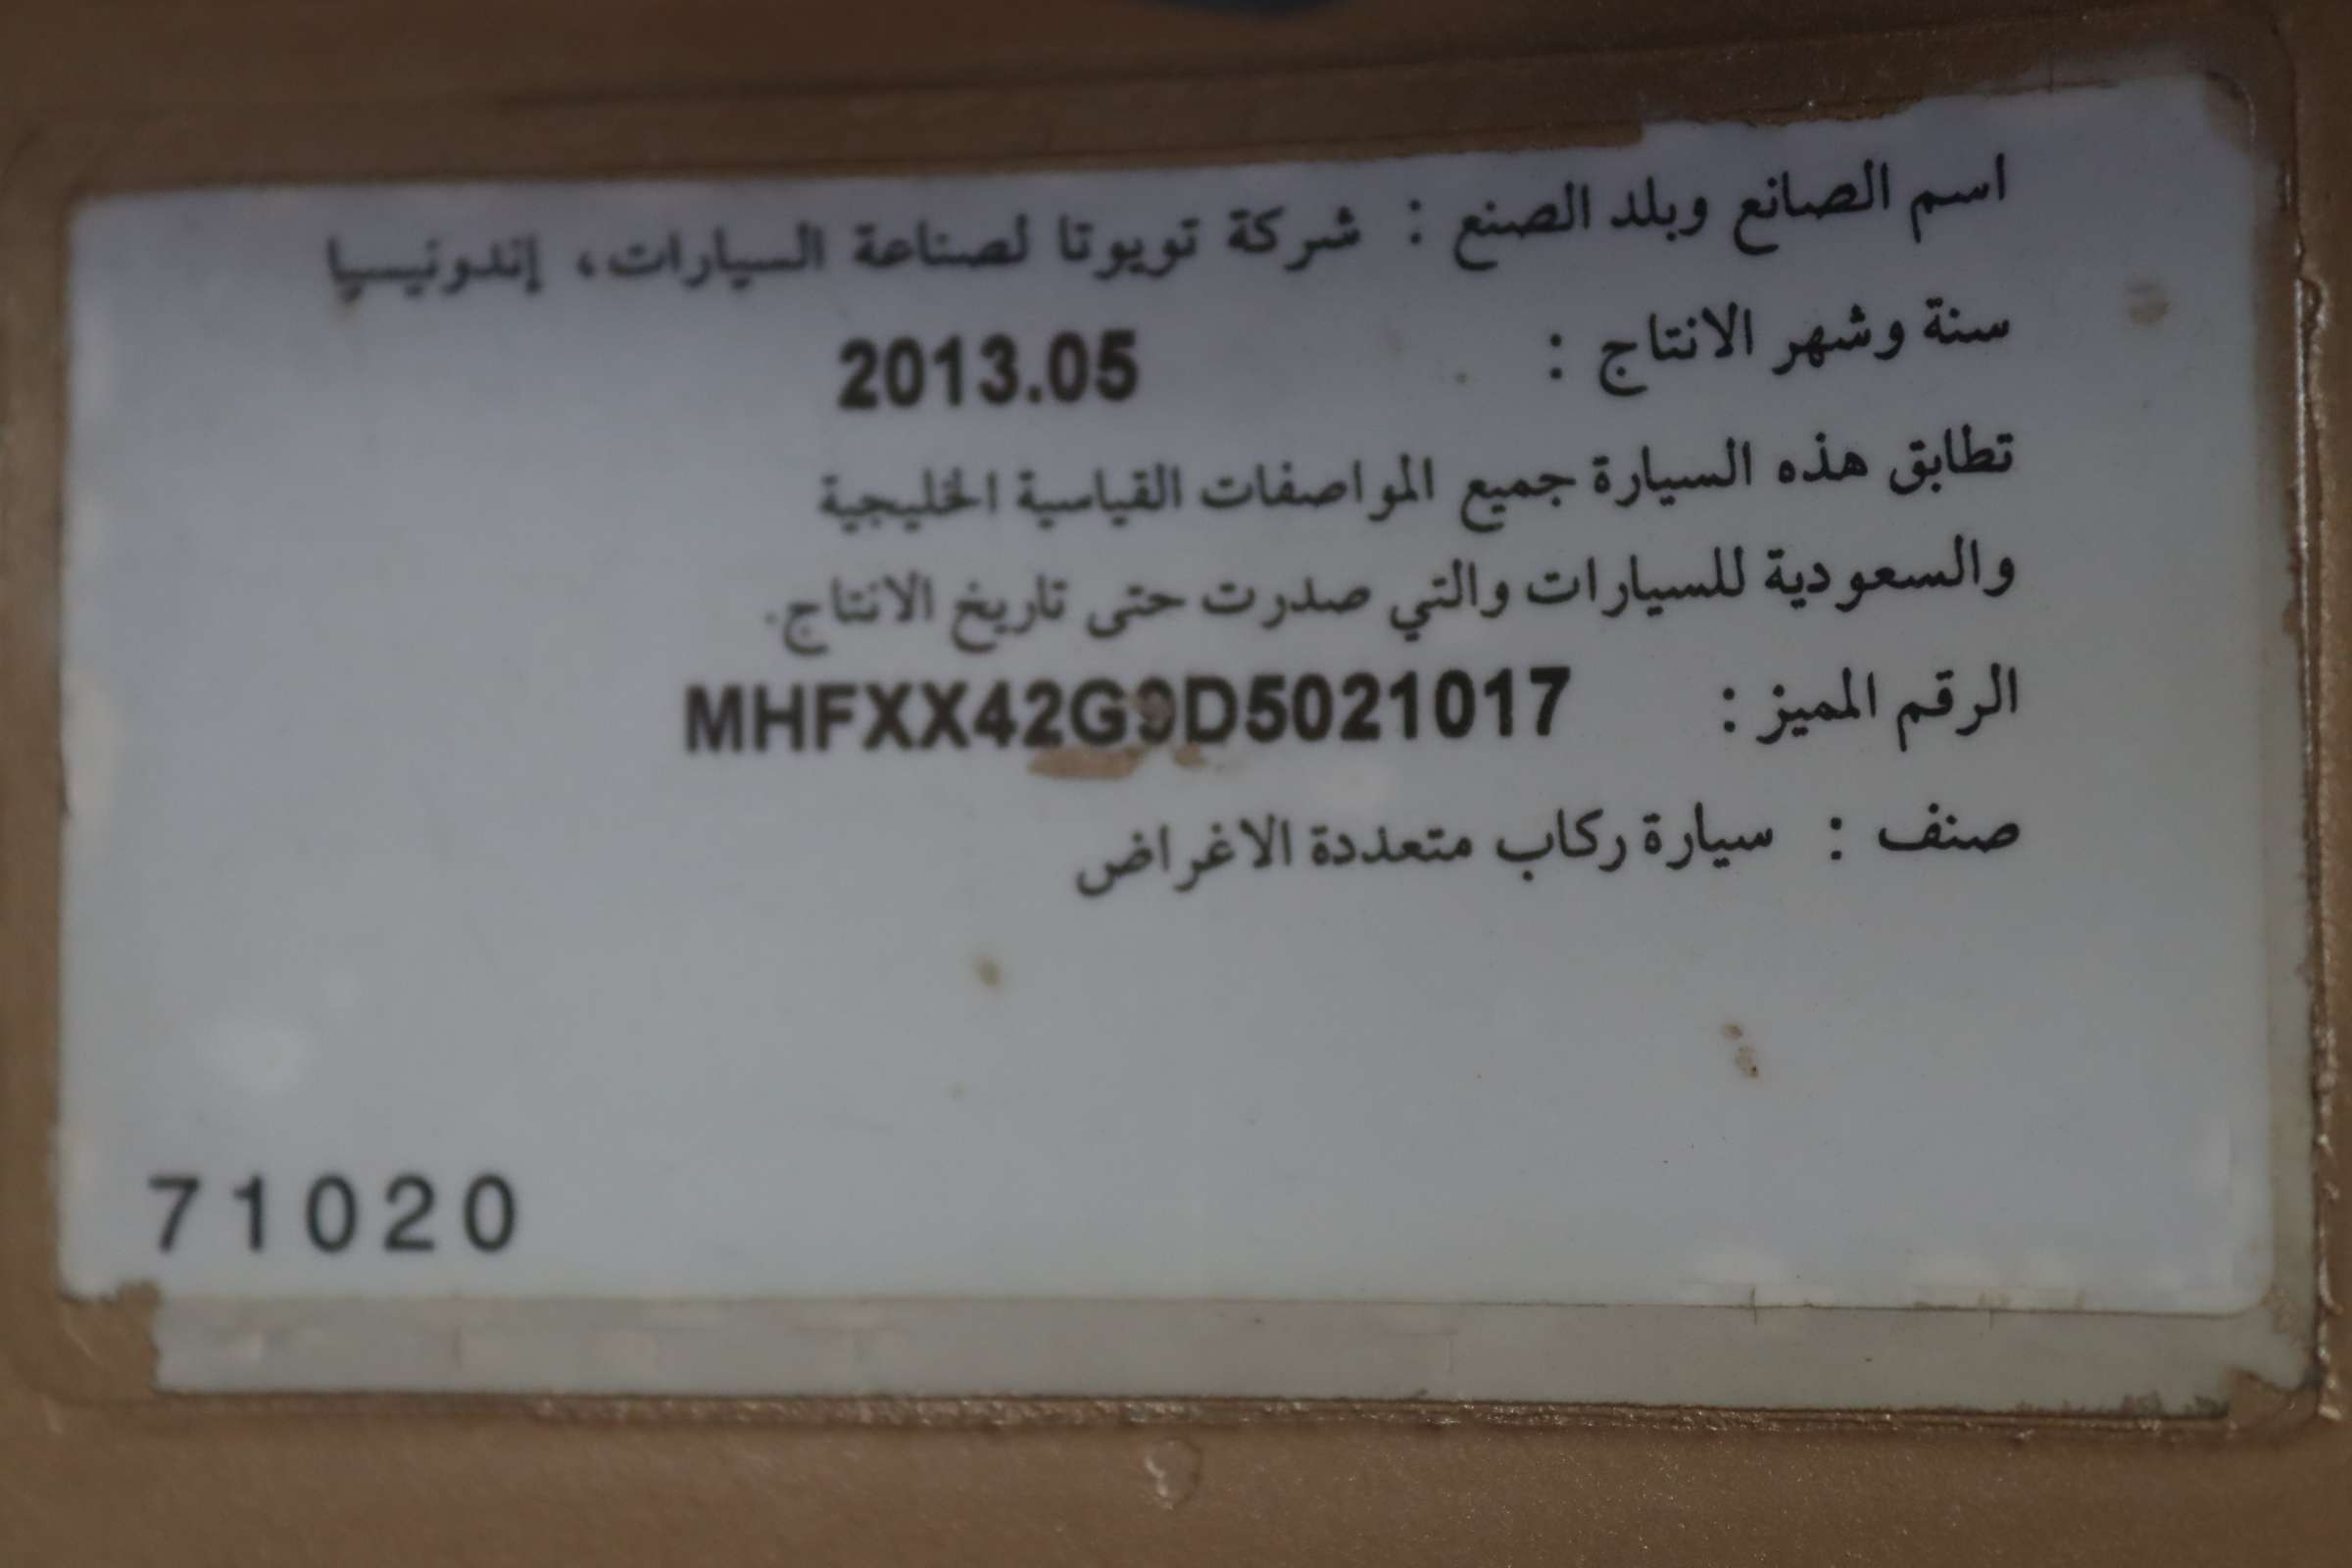 اسم الصانع وبلد الصنع : شركة تويوتا لصناعة السيارات، إندونيسيا
سنة وشهر الانتاج : 2013.05
تطابق هذه السيارة جميع المواصفات القياسية الخليجية
والسعودية للسيارات والتي صدرت حتى تاريخ الانتاج.
الرقم المميز : MHFXX42G9D5021017
صنف : سيارة ركاب متعددة الاغراض
71020